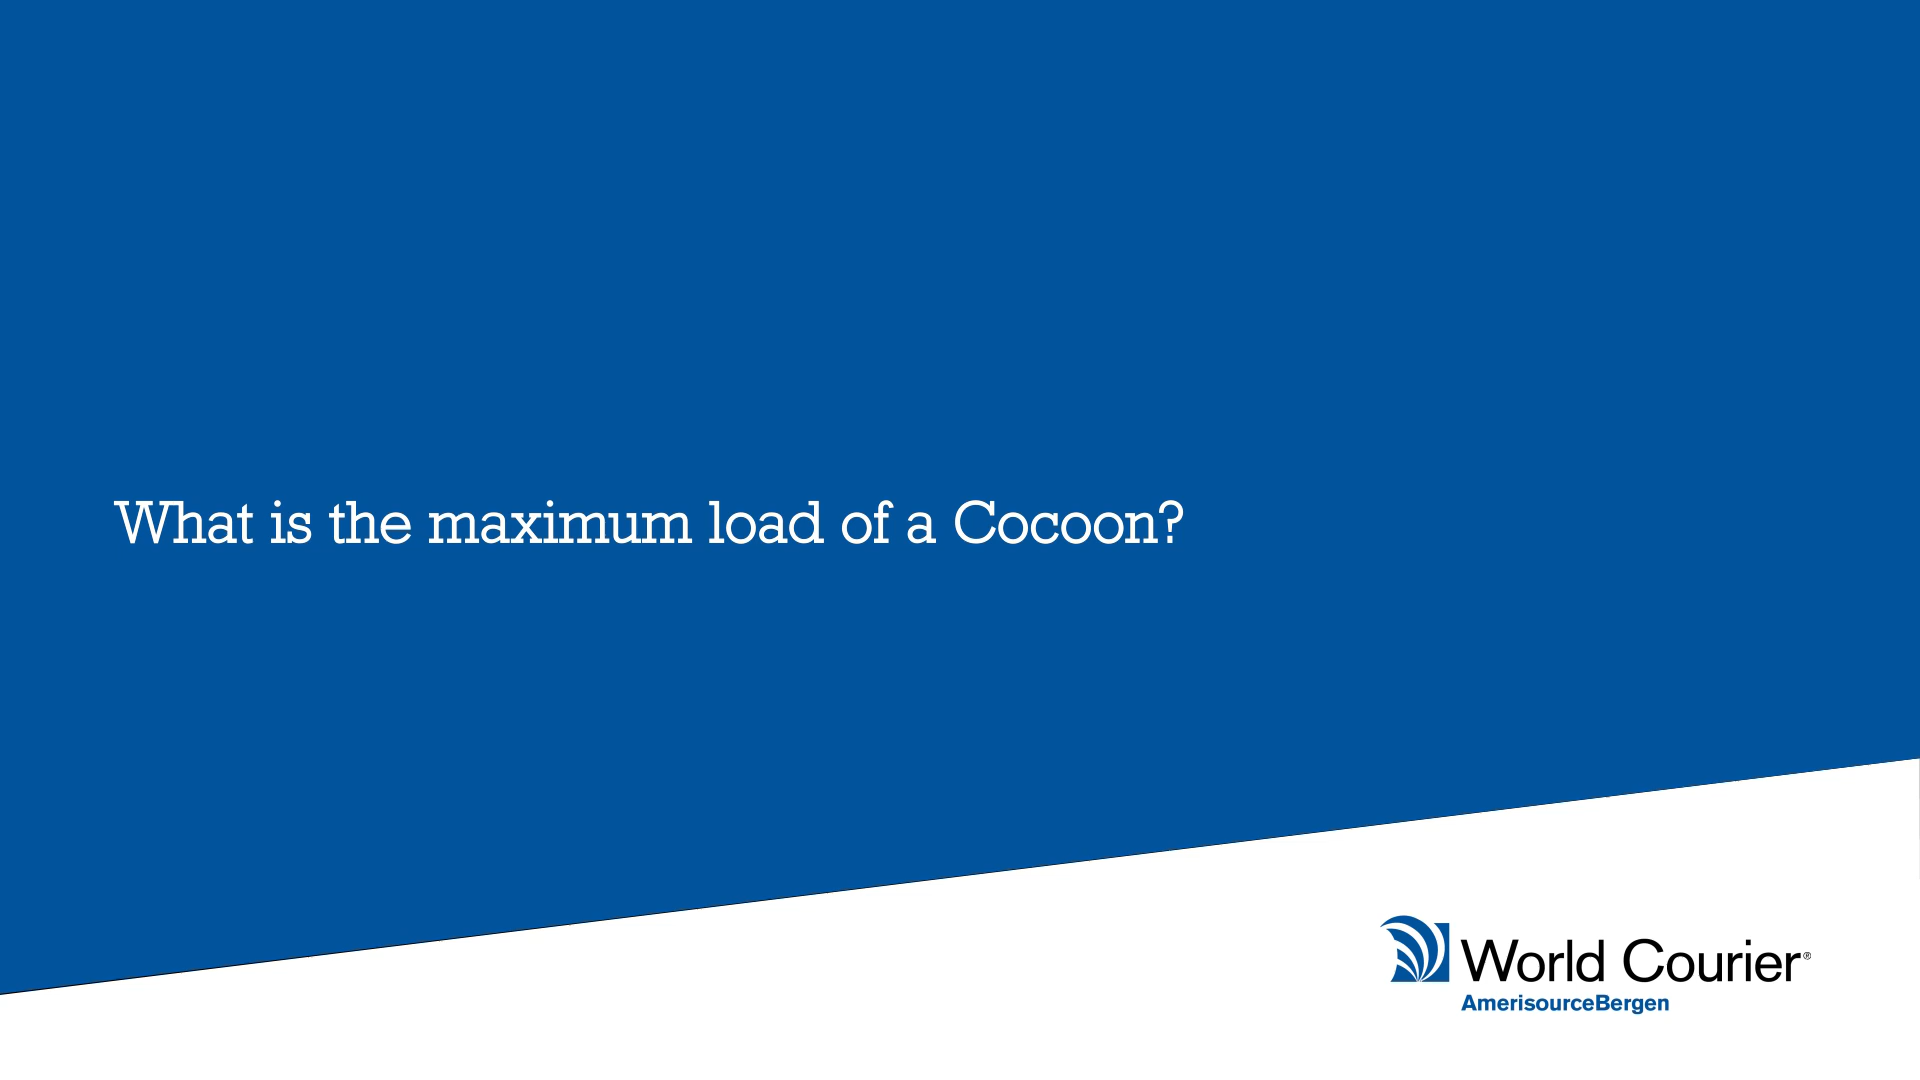 What is the maximum load of a Cocoon?
World Courier®
AmerisourceBergen